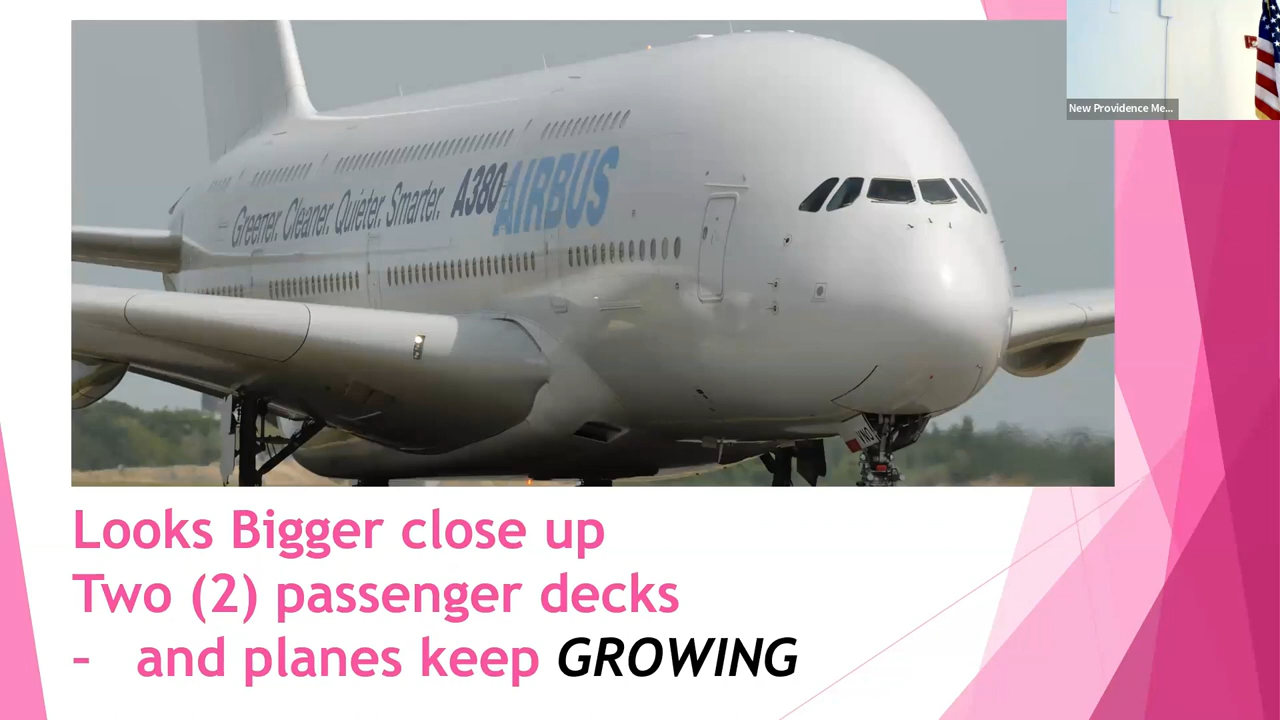 New Providence Me...
Greener. Cleaner. Quieter. Smarter. A380
AIRBUS
Looks Bigger close up
Two (2) passenger decks
- and planes keep GROWING